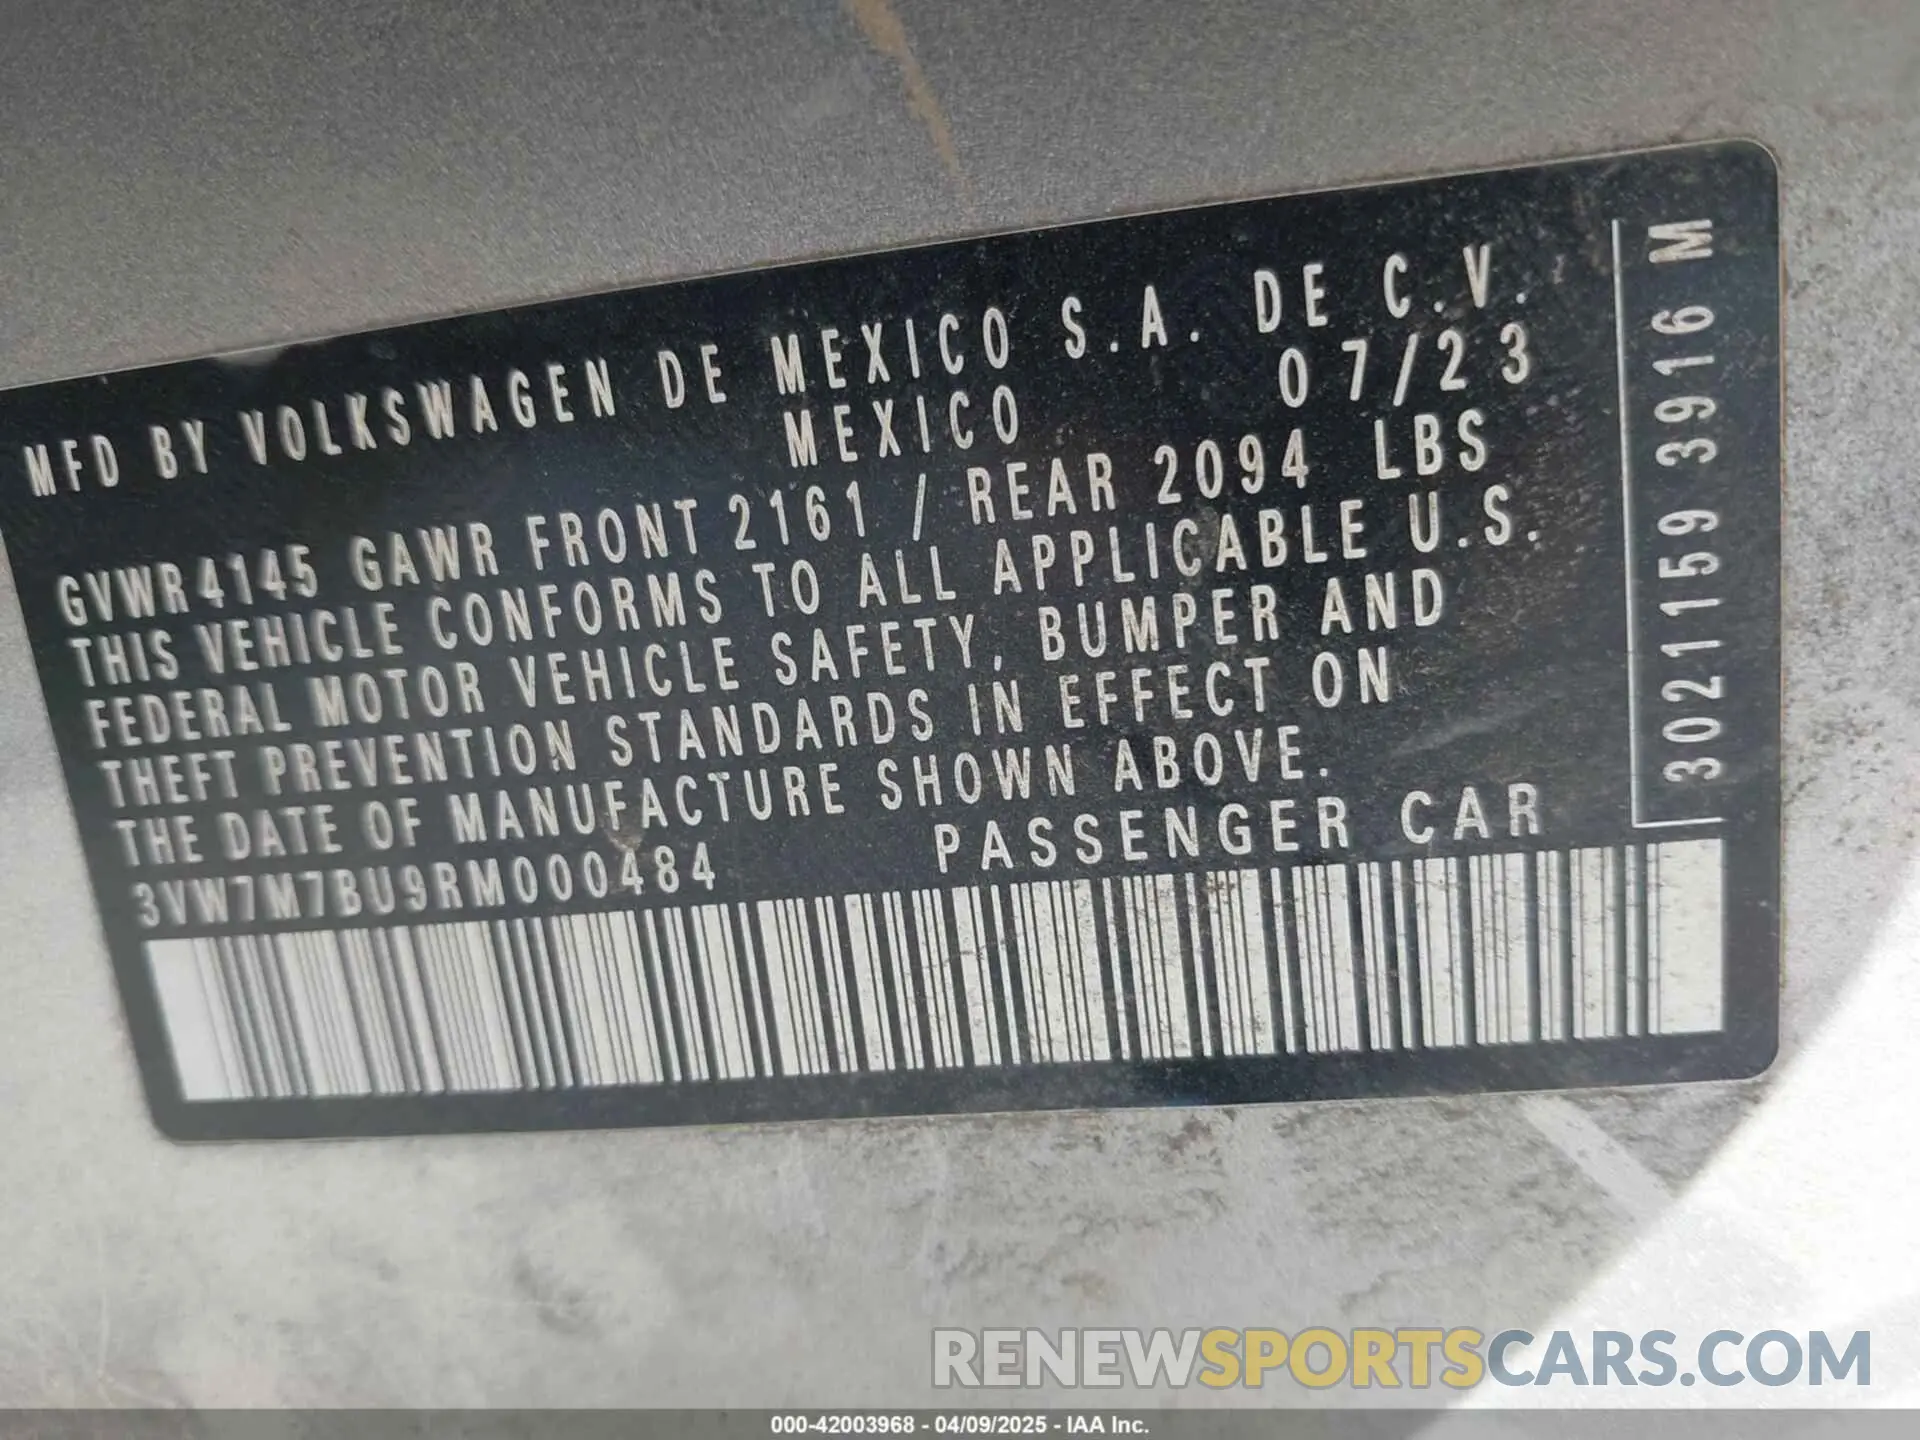 MFD BY VOLKSWAGEN DE MEXICO S.A. DE C.V.
MEXICO 07/23
GVWR 4145 GAWR FRONT 2161 / REAR 2094 LBS
THIS VEHICLE CONFORMS TO ALL APPLICABLE U.S.
FEDERAL MOTOR VEHICLE SAFETY, BUMPER AND
THEFT PREVENTION STANDARDS IN EFFECT ON
THE DATE OF MANUFACTURE SHOWN ABOVE.
3VW7M7BU9RM000484 PASSENGER CAR
3021159 3916 M
RENEWSPORTSCARS.COM
000-42003968 - 04/09/2025 - IAA Inc.